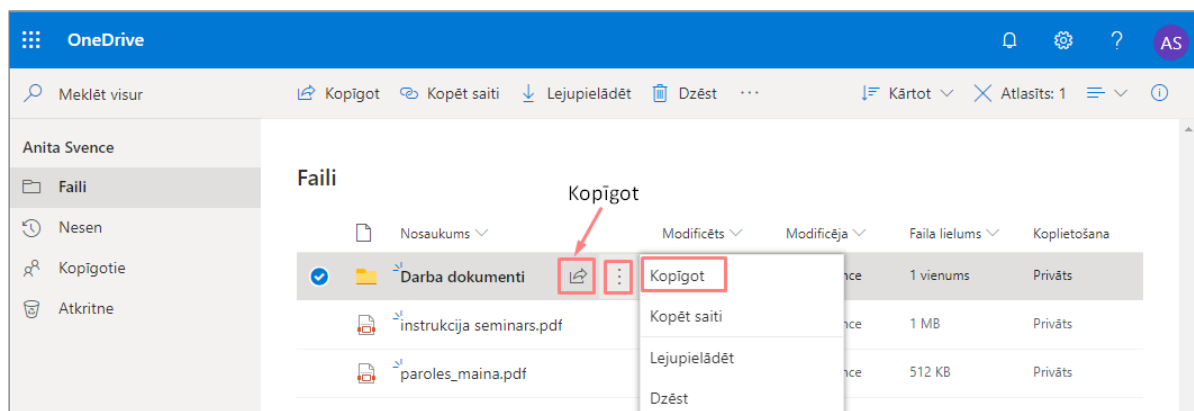 OneDrive
AS
Meklēt visur
Kopīgot Kopēt saiti Lejupielādēt Dzēst ... Kārtot Atlasīts: 1
Anita Svence
Faili
Nesen
Kopīgotie
Atkritne
Faili
Kopīgot
Nosaukums Modificēts Modificēja Faila lielums Koplietošana
Darba dokumenti Kopīgot nce 1 vienums Privāts
instrukcija seminars.pdf Kopēt saiti nce 1 MB Privāts
Lejupielādēt
paroles_maina.pdf nce 512 KB Privāts
Dzēst